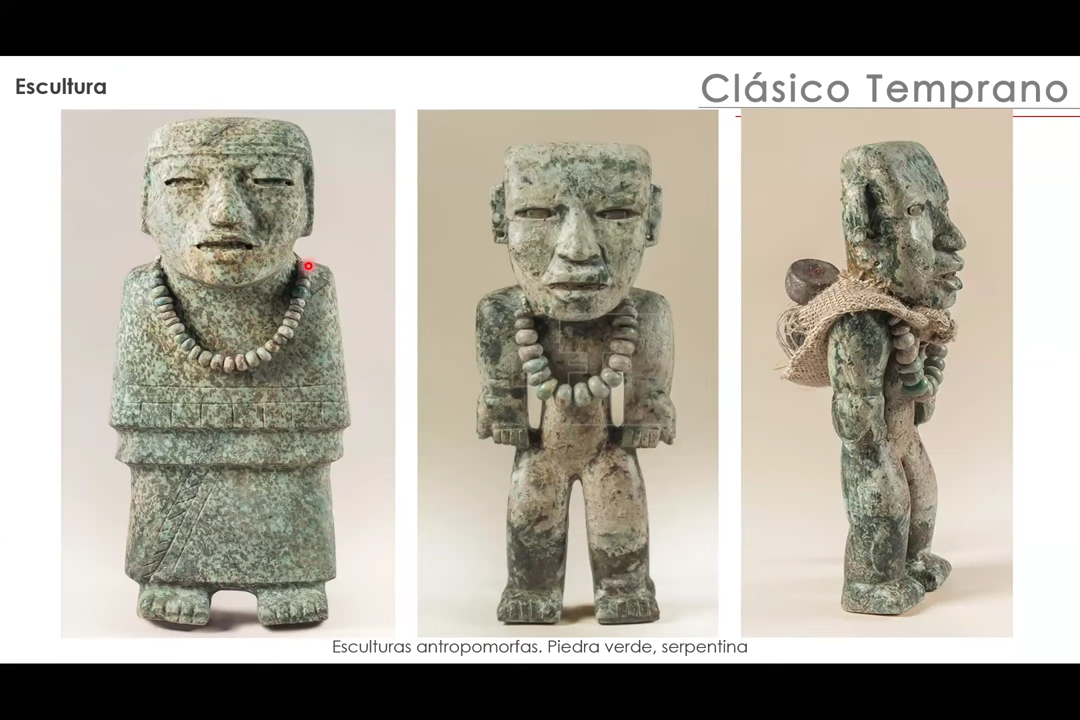 Escultura
Clásico Temprano
Esculturas antropomorfas. Piedra verde, serpentina